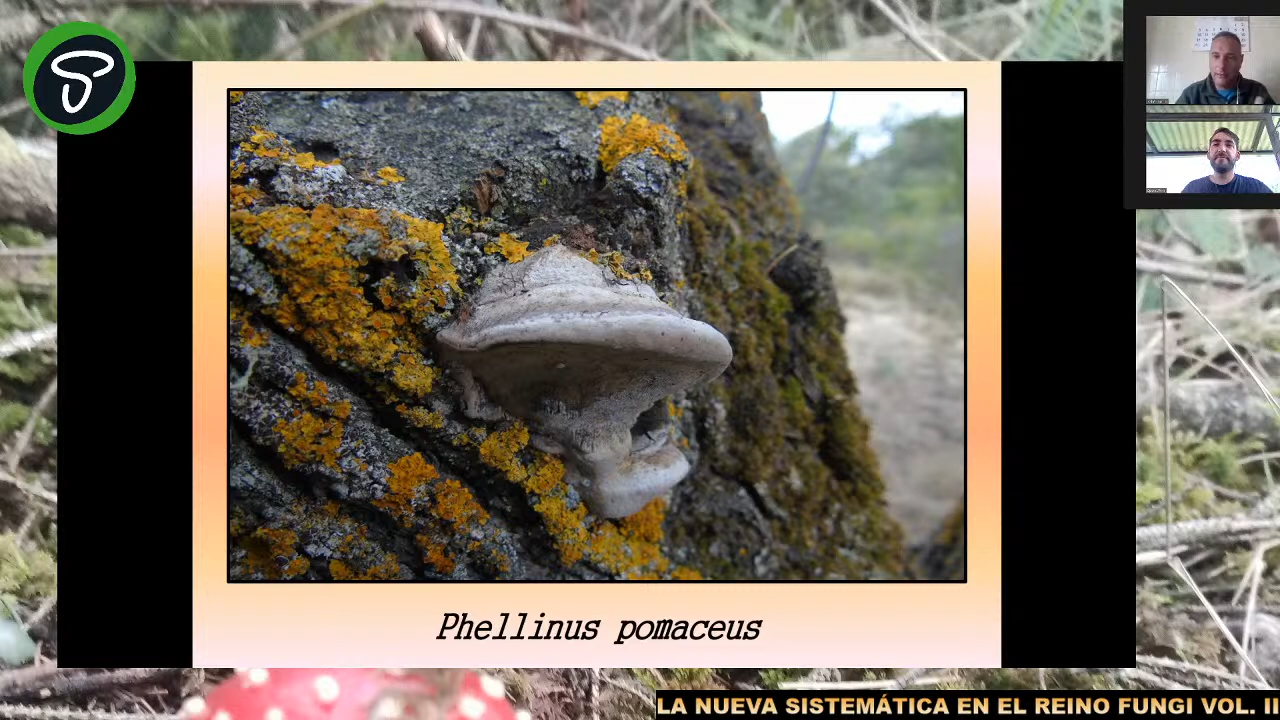 Phellinus pomaceus
LA NUEVA SISTEMÁTICA EN EL REINO FUNGI VOL. II